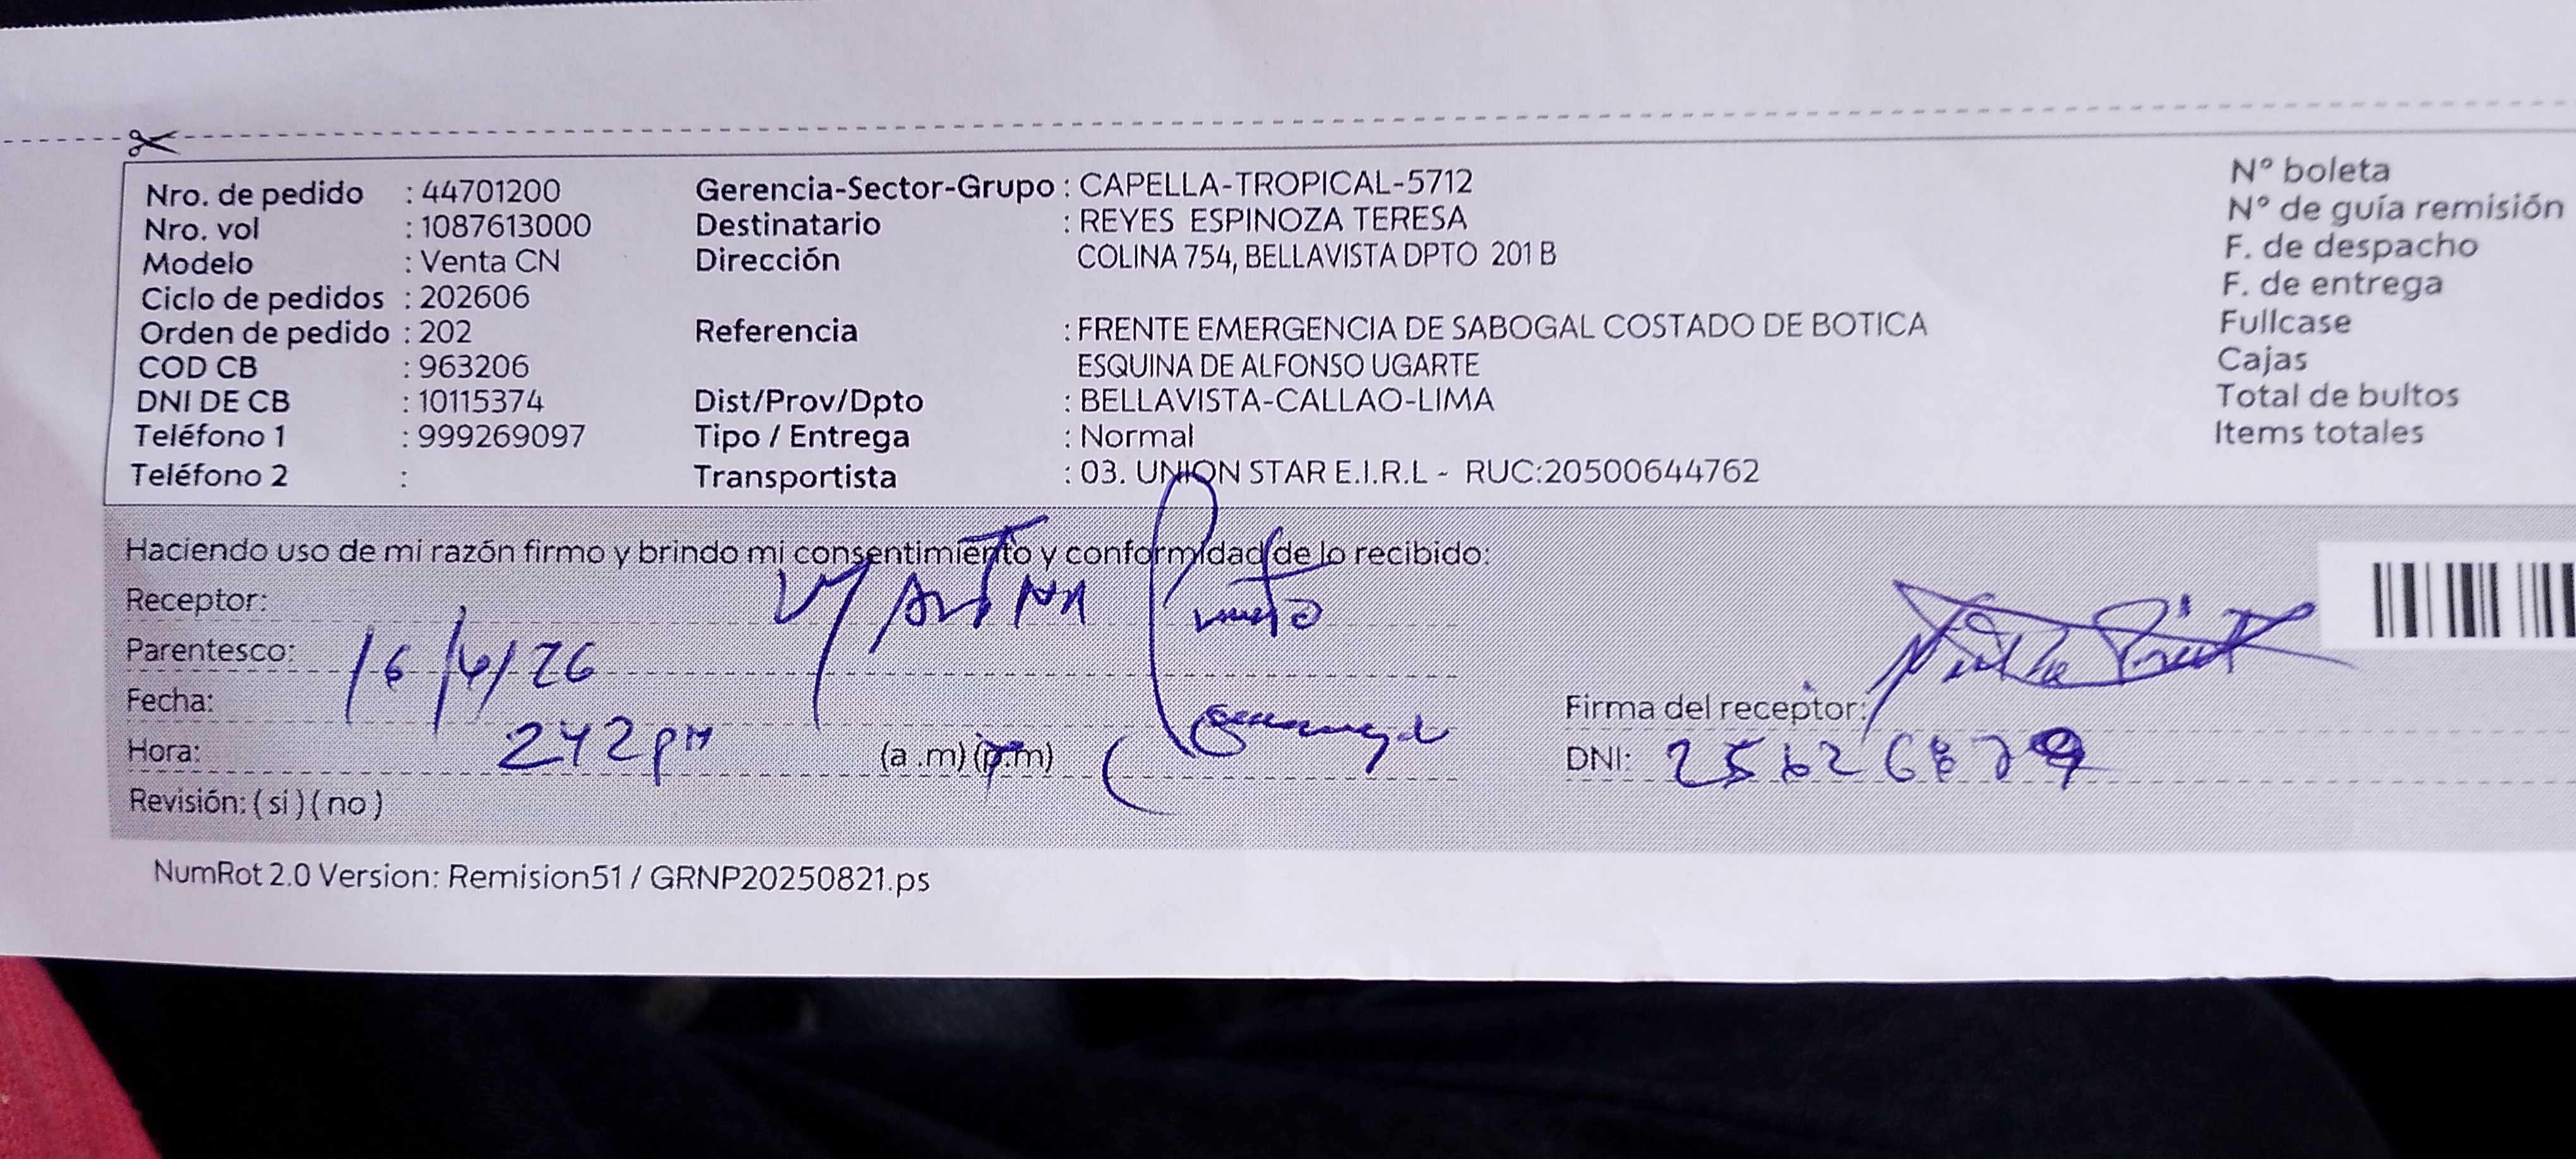 Nro. de pedido : 44701200 Gerencia-Sector-Grupo : CAPELLA-TROPICAL-5712 N° boleta
Nro. vol : 1087613000 Destinatario : REYES ESPINOZA TERESA N° de guía remisión
Modelo : Venta CN Dirección COLINA 754, BELLAVISTA DPTO 201 B F. de despacho
Ciclo de pedidos : 202606 F. de entrega
Orden de pedido : 202 Referencia : FRENTE EMERGENCIA DE SABOGAL COSTADO DE BOTICA Fullcase
COD CB : 963206 ESQUINA DE ALFONSO UGARTE Cajas
DNI DE CB : 10115374 Dist/Prov/Dpto : BELLAVISTA-CALLAO-LIMA Total de bultos
Teléfono 1 : 999269097 Tipo / Entrega : Normal Items totales
Teléfono 2 : Transportista : 03. UNION STAR E.I.R.L - RUC:20500644762
Haciendo uso de mi razón firmo y brindo mi consentimiento y conformidad de lo recibido:
Receptor:
Parentesco:
16/4/26
Fecha: Firma del receptor:
Hora: 242 pm (a .m) (p.m) DNI:
Revisión: ( si ) ( no )
NumRot 2.0 Version: Remision51 / GRNP20250821.ps